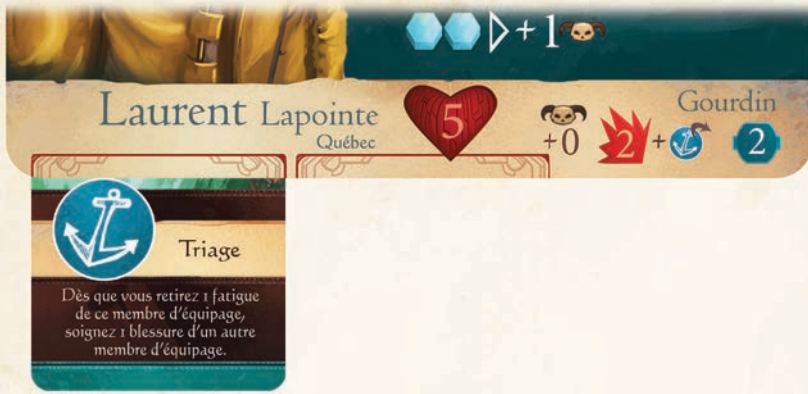 +1
Laurent Lapointe
Québec
5
+0
2
+
Gourdin
2
Triage
Dès que vous retirez 1 fatigue
de ce membre d'équipage,
soignez 1 blessure d'un autre
membre d'équipage.